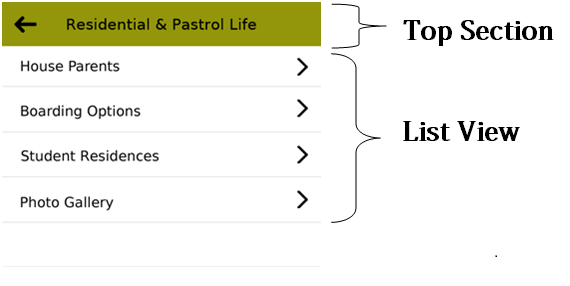 Residential & Pastrol Life
Top Section
House Parents
Boarding Options
List View
Student Residences
Photo Gallery
.